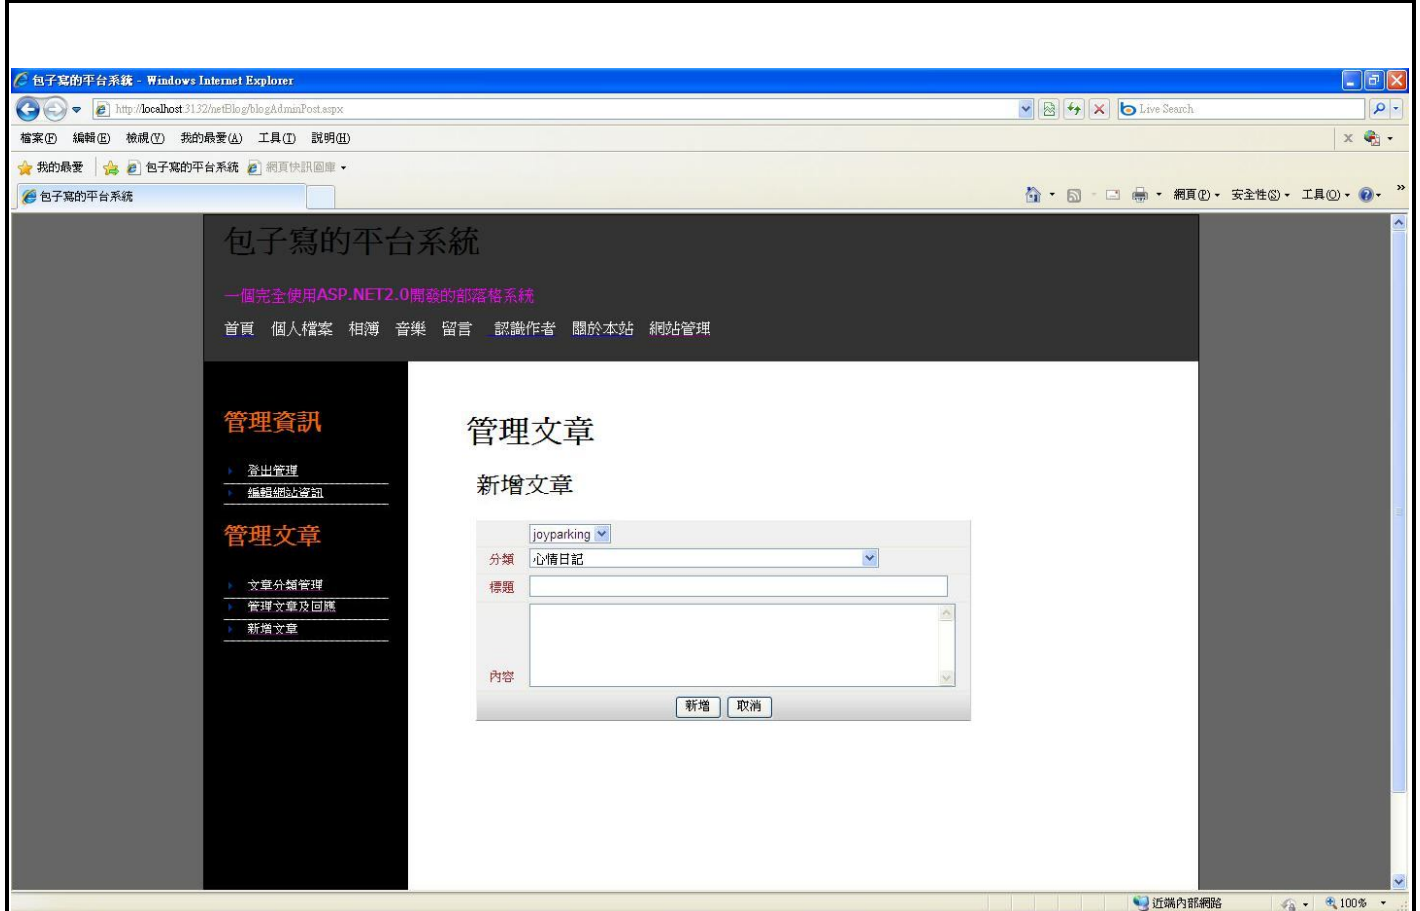 包子寫的平台系統 - Windows Internet Explorer
http://localhost:3132/netBlog/blogAdminPost.aspx
Live Search
檔案(F) 編輯(E) 檢視(V) 我的最愛(A) 工具(T) 說明(H)
我的最愛 包子寫的平台系統 網頁快訊圖庫
包子寫的平台系統
網頁(P) 安全性(S) 工具(O)
包子寫的平台系統
一個完全使用ASP.NET2.0開發的部落格系統
首頁 個人檔案 相簿 音樂 留言 認識作者 關於本站 網站管理
管理資訊
登出管理
編輯網站資訊
管理文章
文章分類管理
管理文章及回應
新增文章
管理文章
新增文章
joyparking
分類 心情日記
標題
內容
新增 取消
近端內部網路
100%